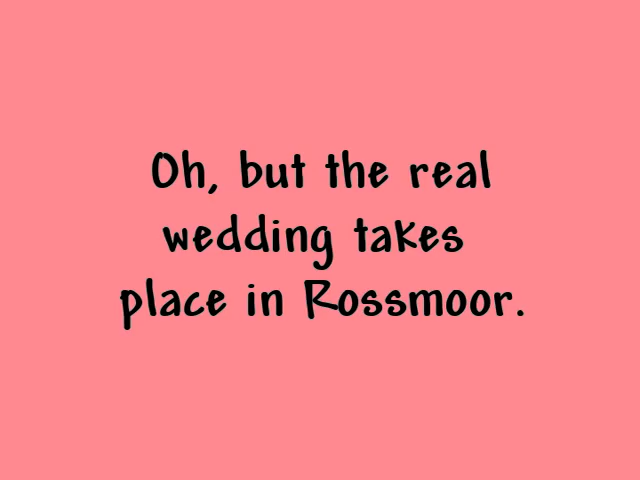 Oh, but the real
wedding takes
place in Rossmoor.